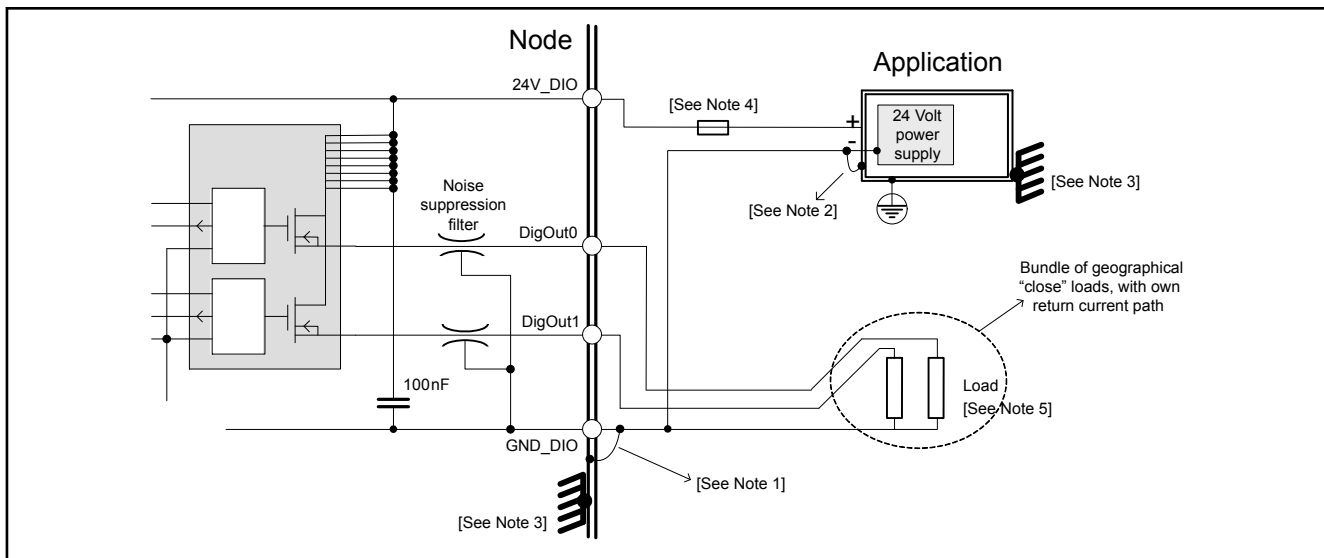 Node
Application
24V_DIO
[See Note 4]
+
-
24 Volt
power
supply
[See Note 3]
[See Note 2]
Noise
suppression
filter
DigOut0
Bundle of geographical
“close” loads, with own
return current path
DigOut1
100nF
Load
[See Note 5]
GND_DIO
[See Note 1]
[See Note 3]